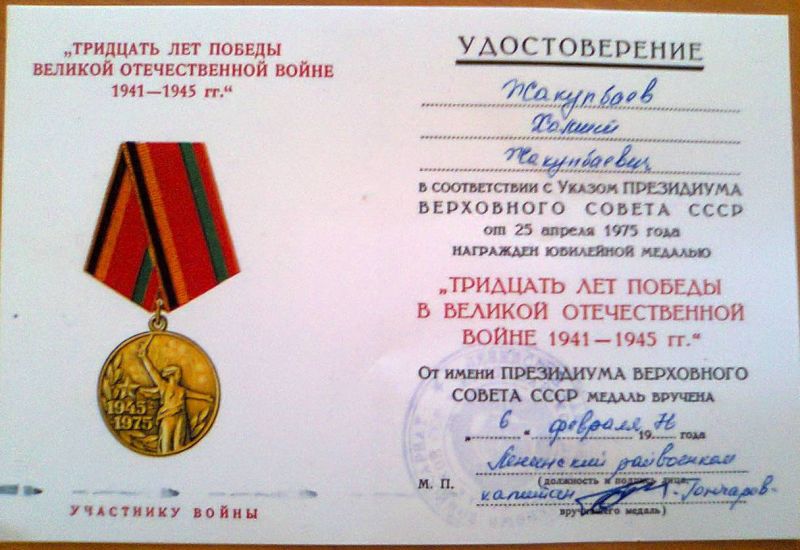 „ТРИДЦАТЬ ЛЕТ ПОБЕДЫ
ВЕЛИКОЙ ОТЕЧЕСТВЕННОЙ ВОЙНЕ
1941—1945 гг.“
1945
1975
УЧАСТНИКУ ВОЙНЫ
УДОСТОВЕРЕНИЕ
Жакупбаев
Жакупбаевич
В СООТВЕТСТВИИ С УКАЗОМ ПРЕЗИДИУМА
ВЕРХОВНОГО СОВЕТА СССР
от 25 апреля 1975 года
НАГРАЖДЕН ЮБИЛЕЙНОЙ МЕДАЛЬЮ
„ТРИДЦАТЬ ЛЕТ ПОБЕДЫ
В ВЕЛИКОЙ ОТЕЧЕСТВЕННОЙ
ВОЙНЕ 1941—1945 гг.“
От имени ПРЕЗИДИУМА ВЕРХОВНОГО
СОВЕТА СССР МЕДАЛЬ ВРУЧЕНА
„ 6 “ февраля 19 76 года
Ленинский райвоенком
М. П. (должность и подпись лица,
капитан Гончаров
вручившего медаль)